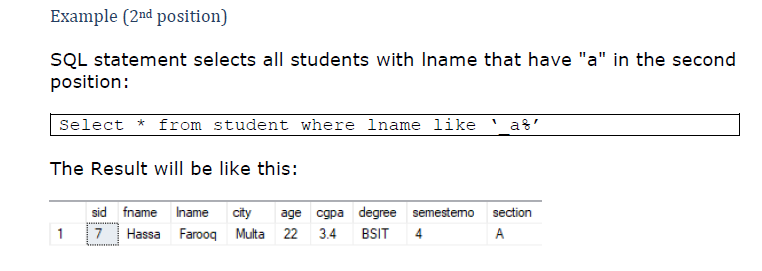 Example (2nd position)
SQL statement selects all students with lname that have "a" in the second
position:
Select * from student where lname like ‘_a%’
The Result will be like this:
sid fname lname city age cgpa degree semesterno section
1 7 Hassa Farooq Multa 22 3.4 BSIT 4 A